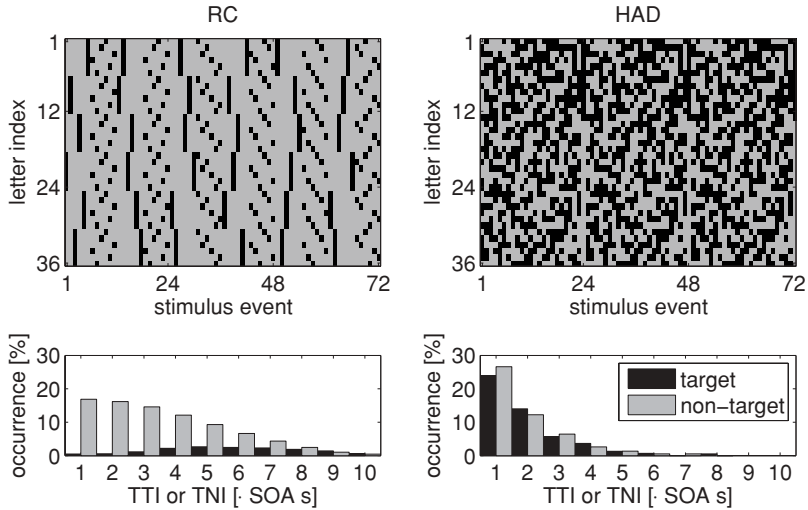 RC
HAD
letter index
1
12
24
36
1 24 48 72
stimulus event
letter index
1
12
24
36
1 24 48 72
stimulus event
occurrence [%]
30
20
10
0
1 2 3 4 5 6 7 8 9 10
TTI or TNI [· SOA s]
occurrence [%]
30
20
10
0
target
non-target
1 2 3 4 5 6 7 8 9 10
TTI or TNI [· SOA s]